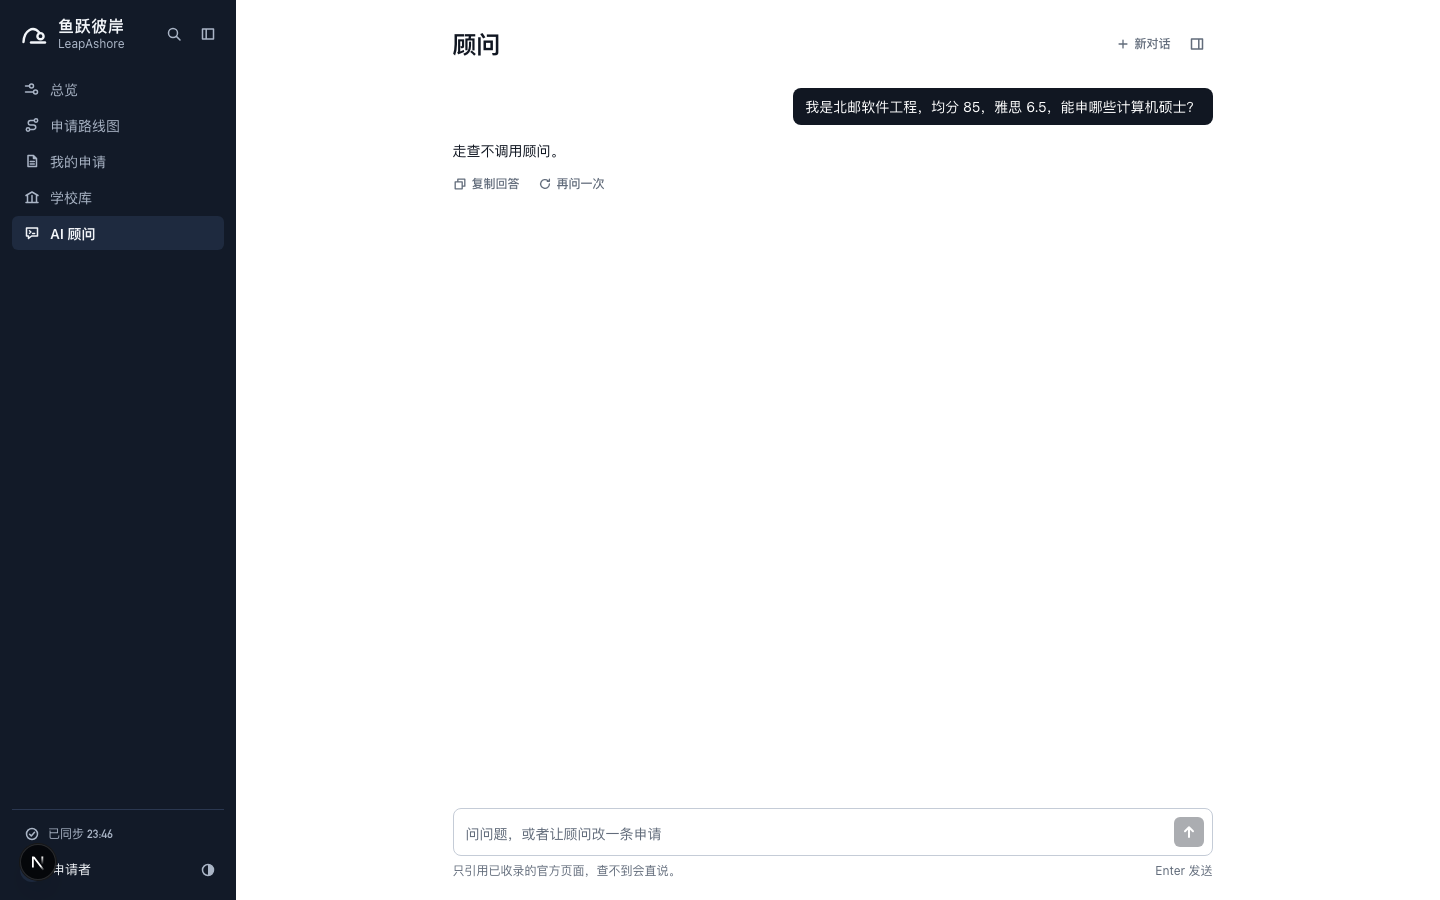 鱼跃彼岸
LeapAshore
总览
申请路线图
我的申请
学校库
AI 顾问
已同步 23:46
N
申请者
顾问
新对话
我是北邮软件工程，均分 85，雅思 6.5，能申哪些计算机硕士？
走查不调用顾问。
复制回答 再问一次
问问题，或者让顾问改一条申请
只引用已收录的官方页面，查不到会直说。
Enter 发送